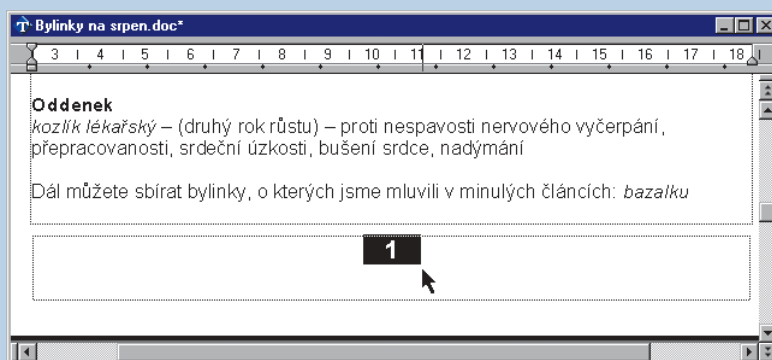 Bylinky na srpen.doc*
3 4 5 6 7 8 9 10 11 12 13 14 15 16 17 18
Oddenek
kozlík lékařský – (druhý rok růstu) – proti nespavosti nervového vyčerpání,
přepracovanosti, srdeční úzkosti, bušení srdce, nadýmání
Dál můžete sbírat bylinky, o kterých jsme mluvili v minulých článcích: bazalku
1